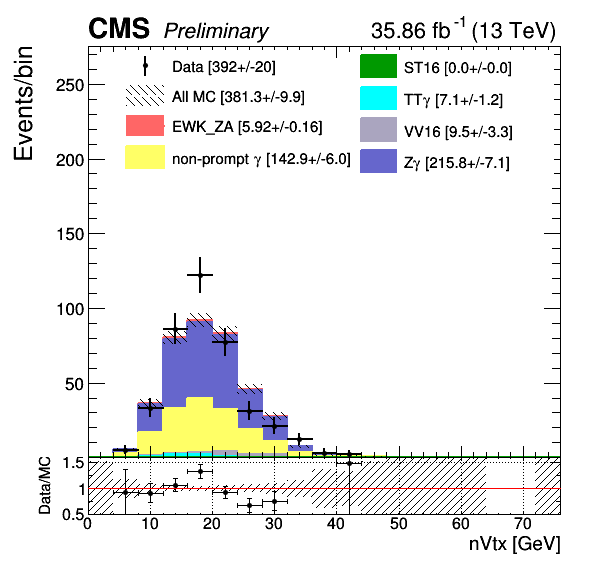 CMS Preliminary 35.86 fb⁻¹ (13 TeV)
Events/bin
250
200
150
100
50
Data [392+/-20]
All MC [381.3+/-9.9]
EWK_ZA [5.92+/-0.16]
non-prompt γ [142.9+/-6.0]
ST16 [0.0+/-0.0]
TTγ [7.1+/-1.2]
VV16 [9.5+/-3.3]
Zγ [215.8+/-7.1]
Data/MC
1.5
1
0.5
0 10 20 30 40 50 60 70
nVtx [GeV]